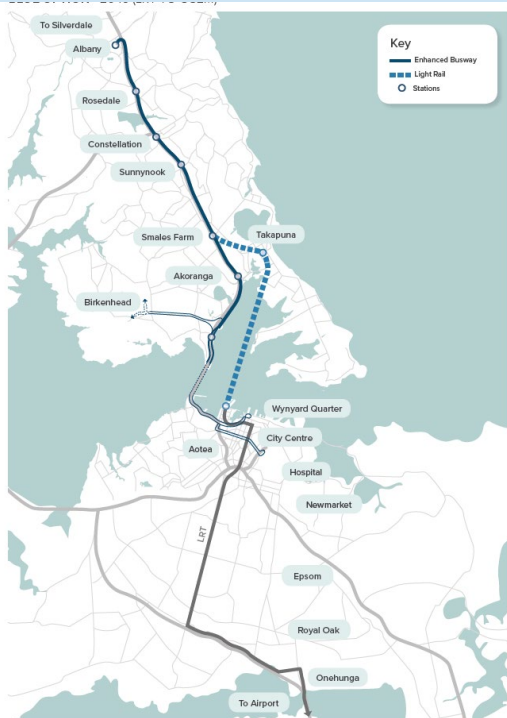 To Silverdale
Albany
Key
Enhanced Busway
Light Rail
Stations
Rosedale
Constellation
Sunnynook
Smales Farm
Takapuna
Akoranga
Birkenhead
Wynyard Quarter
City Centre
Aotea
Hospital
Newmarket
LRT
Epsom
Royal Oak
Onehunga
To Airport